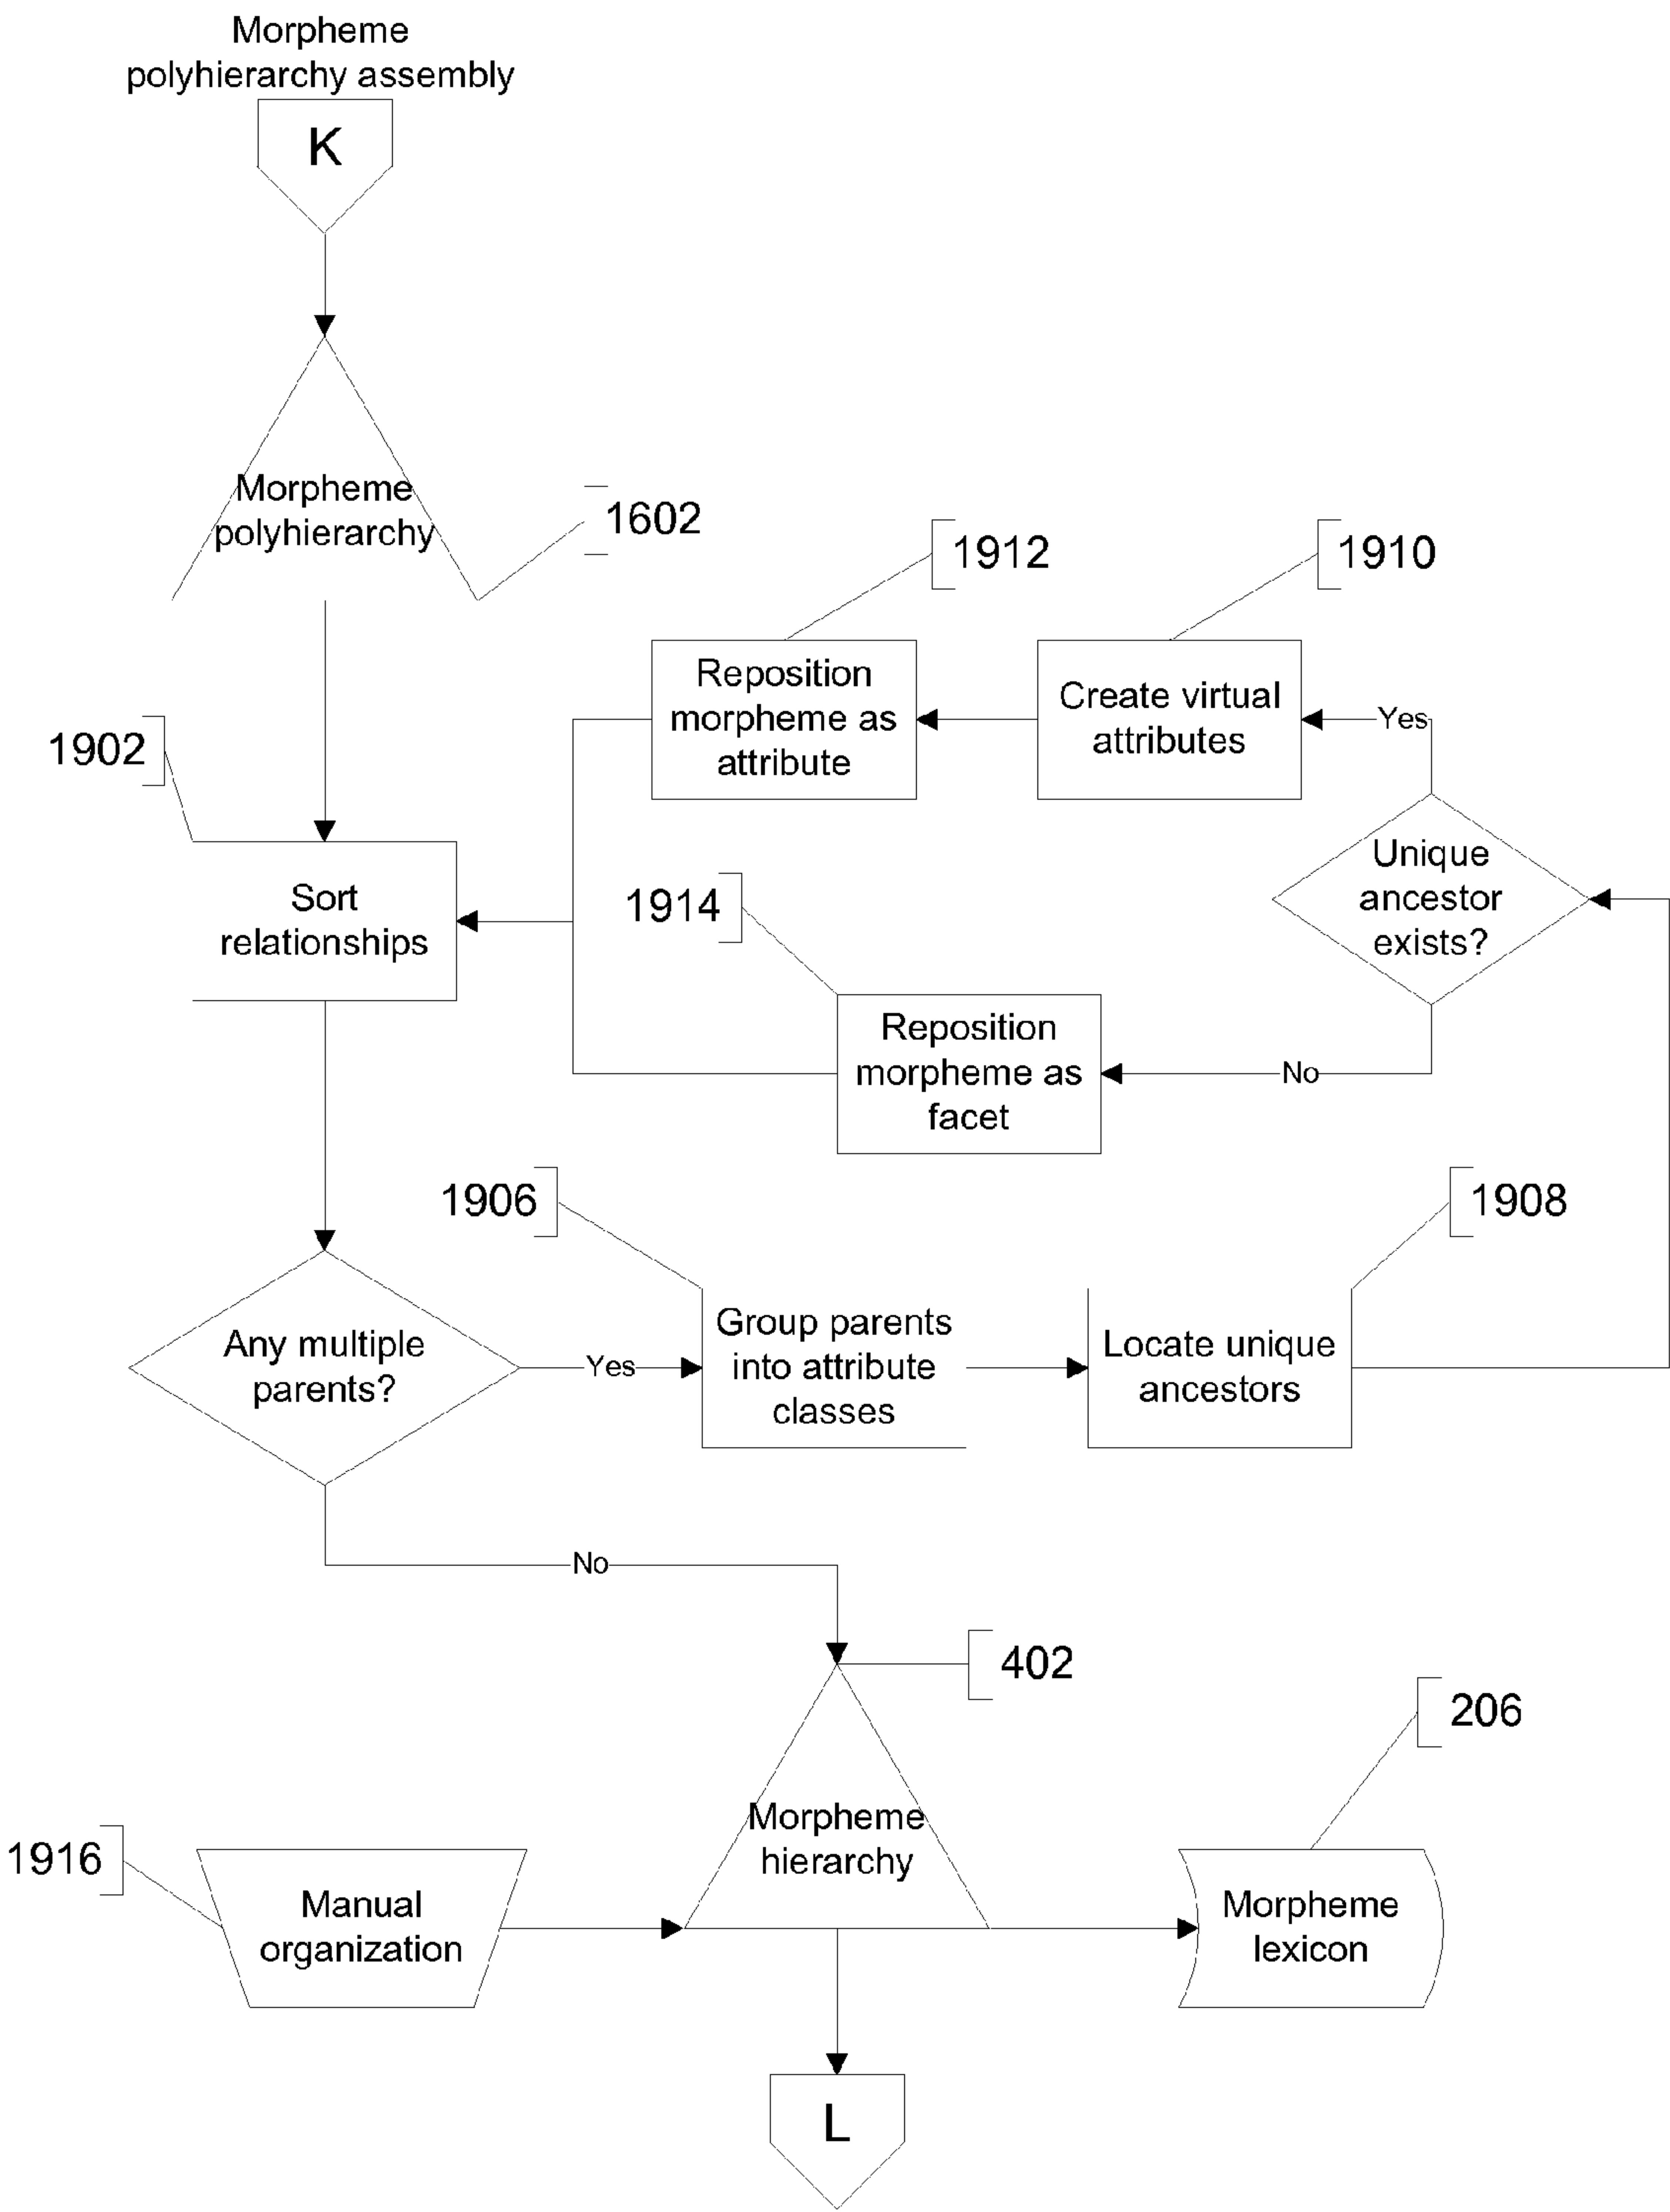 Morpheme
polyhierarchy assembly
K
Morpheme
polyhierarchy
1602
1912
1910
Reposition
morpheme as
attribute
Create virtual
attributes
Yes
1902
Sort
relationships
1914
Unique
ancestor
exists?
Reposition
morpheme as
facet
No
1906
1908
Any multiple
parents?
Yes
Group parents
into attribute
classes
Locate unique
ancestors
No
402
206
Morpheme
hierarchy
1916
Manual
organization
Morpheme
lexicon
L